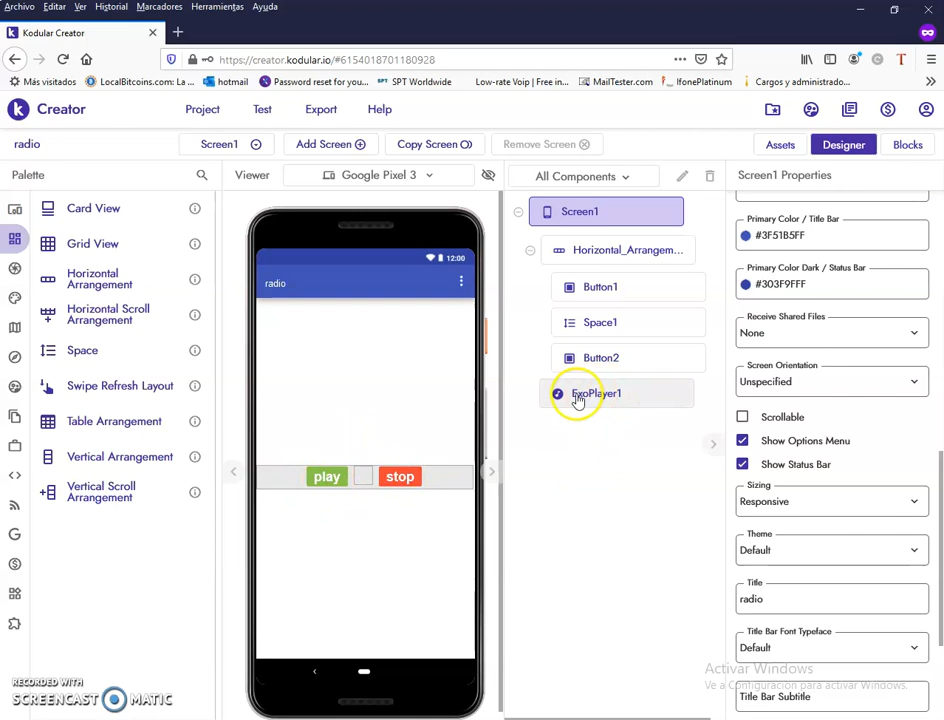 Archivo Editar Ver Historial Marcadores Herramientas Ayuda
Kodular Creator
https://creator.kodular.io/#6154018701180928
Más visitados LocalBitcoins.com: La ... hotmail Password reset for you... SPT Worldwide Low-rate Voip | Free in... MailTester.com IfonePlatinum Cargos y administrado...
Creator Project Test Export Help
radio Screen1 Add Screen Copy Screen Remove Screen Assets Designer Blocks
Palette Viewer Google Pixel 3 All Components Screen1 Properties
Card View
Grid View
Horizontal
Arrangement
Horizontal Scroll
Arrangement
Space
Swipe Refresh Layout
Table Arrangement
Vertical Arrangement
Vertical Scroll
Arrangement
12:00
radio
play stop
Screen1
Horizontal_Arrangem...
Button1
Space1
Button2
ExoPlayer1
Primary Color / Title Bar
#3F51B5FF
Primary Color Dark / Status Bar
#303F9FFF
Receive Shared Files
None
Screen Orientation
Unspecified
Scrollable
Show Options Menu
Show Status Bar
Sizing
Responsive
Theme
Default
Title
radio
Title Bar Font Typeface
Default
Title Bar Subtitle
Activar Windows
Ve a Configuración para activar Windows.
RECORDED WITH
SCREENCAST MATIC